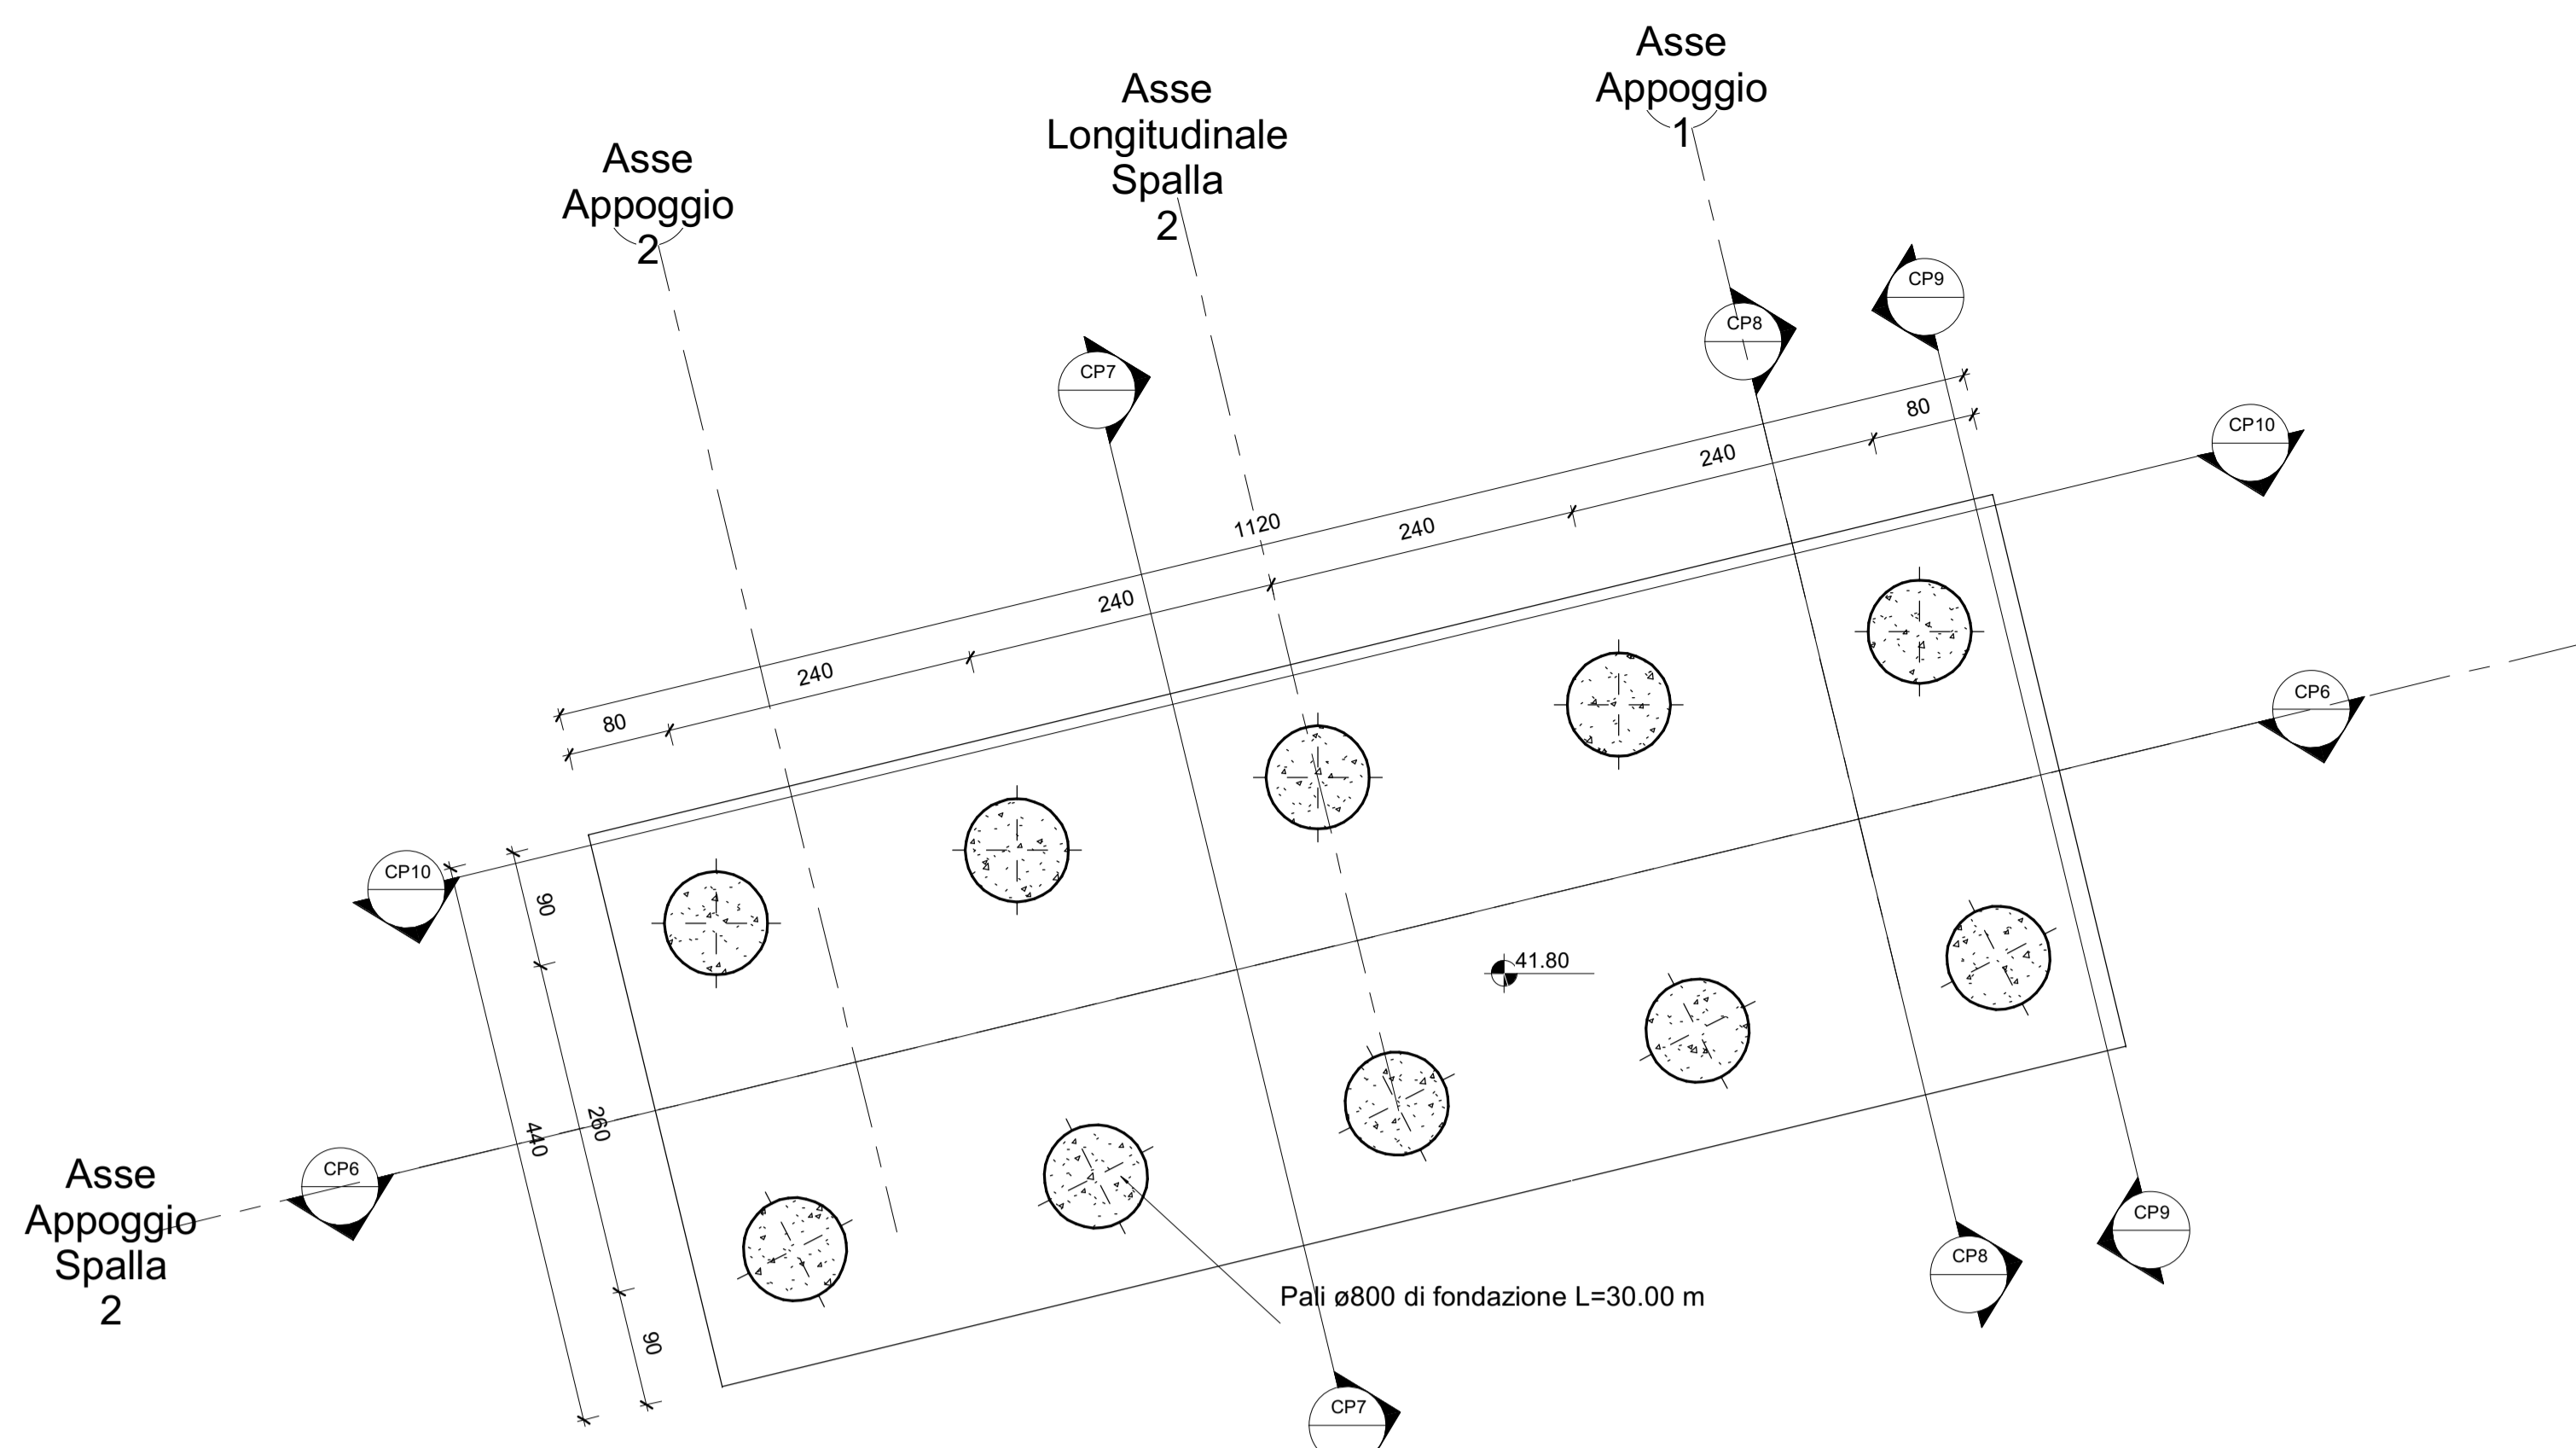 Asse
Appoggio
1
Asse
Longitudinale
Spalla
2
Asse
Appoggio
2
CP9
CP8
CP7
CP10
80
240
1120
240
240
240
80
CP6
CP10
90
41.80
440
260
CP6
Asse
Appoggio
Spalla
2
CP9
CP8
Pali ø800 di fondazione L=30.00 m
90
CP7